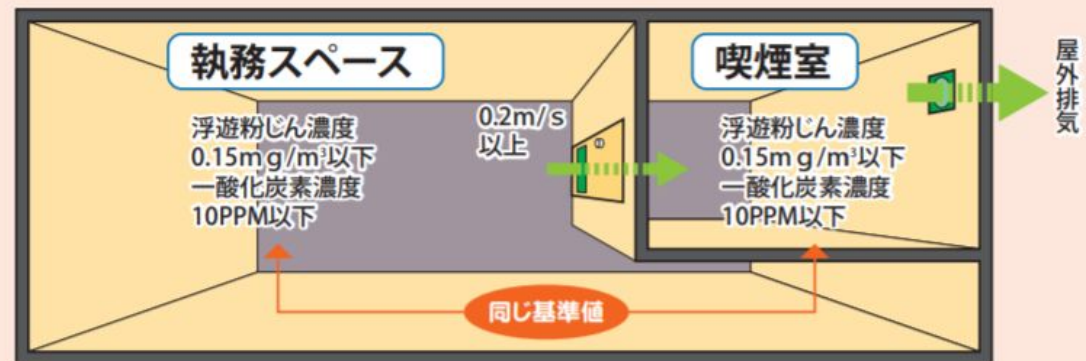 執務スペース
浮遊粉じん濃度
0.15mg/m³以下
一酸化炭素濃度
10PPM以下
0.2m/s
以上
喫煙室
浮遊粉じん濃度
0.15mg/m³以下
一酸化炭素濃度
10PPM以下
屋外排気
同じ基準値